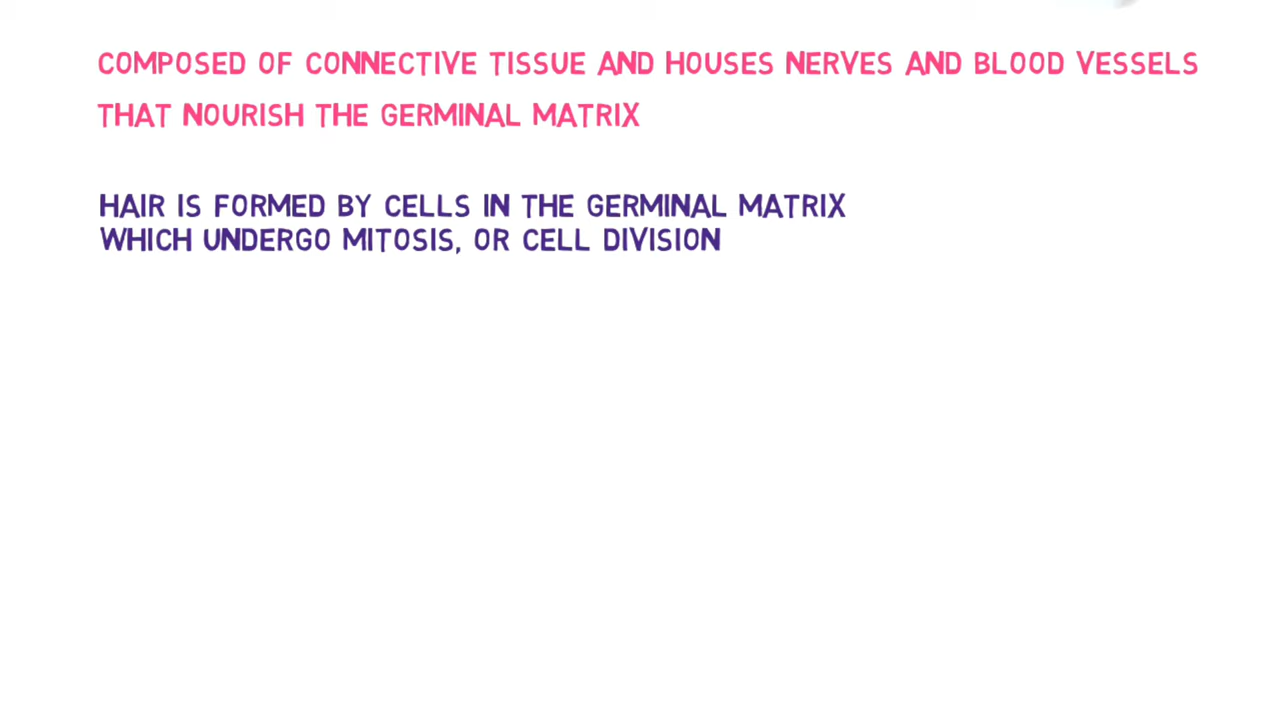 COMPOSED OF CONNECTIVE TISSUE AND HOUSES NERVES AND BLOOD VESSELS
THAT NOURISH THE GERMINAL MATRIX
HAIR IS FORMED BY CELLS IN THE GERMINAL MATRIX
WHICH UNDERGO MITOSIS, OR CELL DIVISION